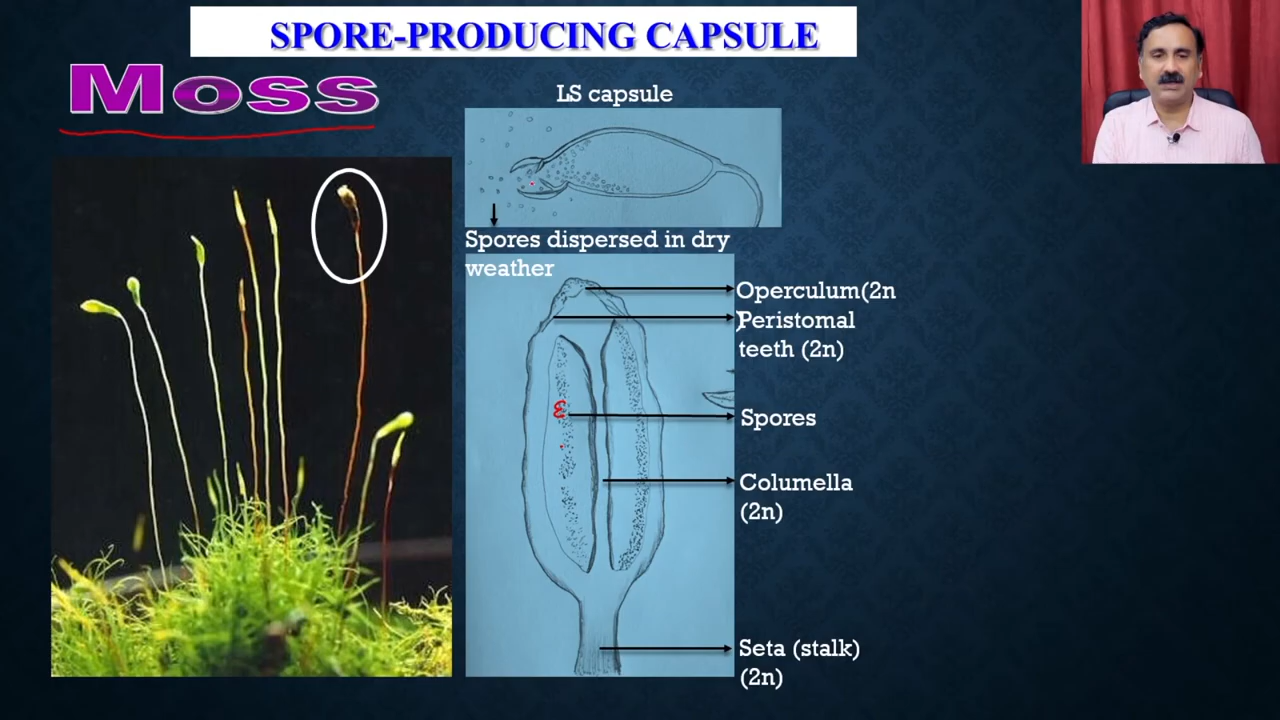 SPORE-PRODUCING CAPSULE
Moss
LS capsule
Spores dispersed in dry
weather
Operculum(2n
)
Peristomal
teeth (2n)
Spores
Columella
(2n)
Seta (stalk)
(2n)